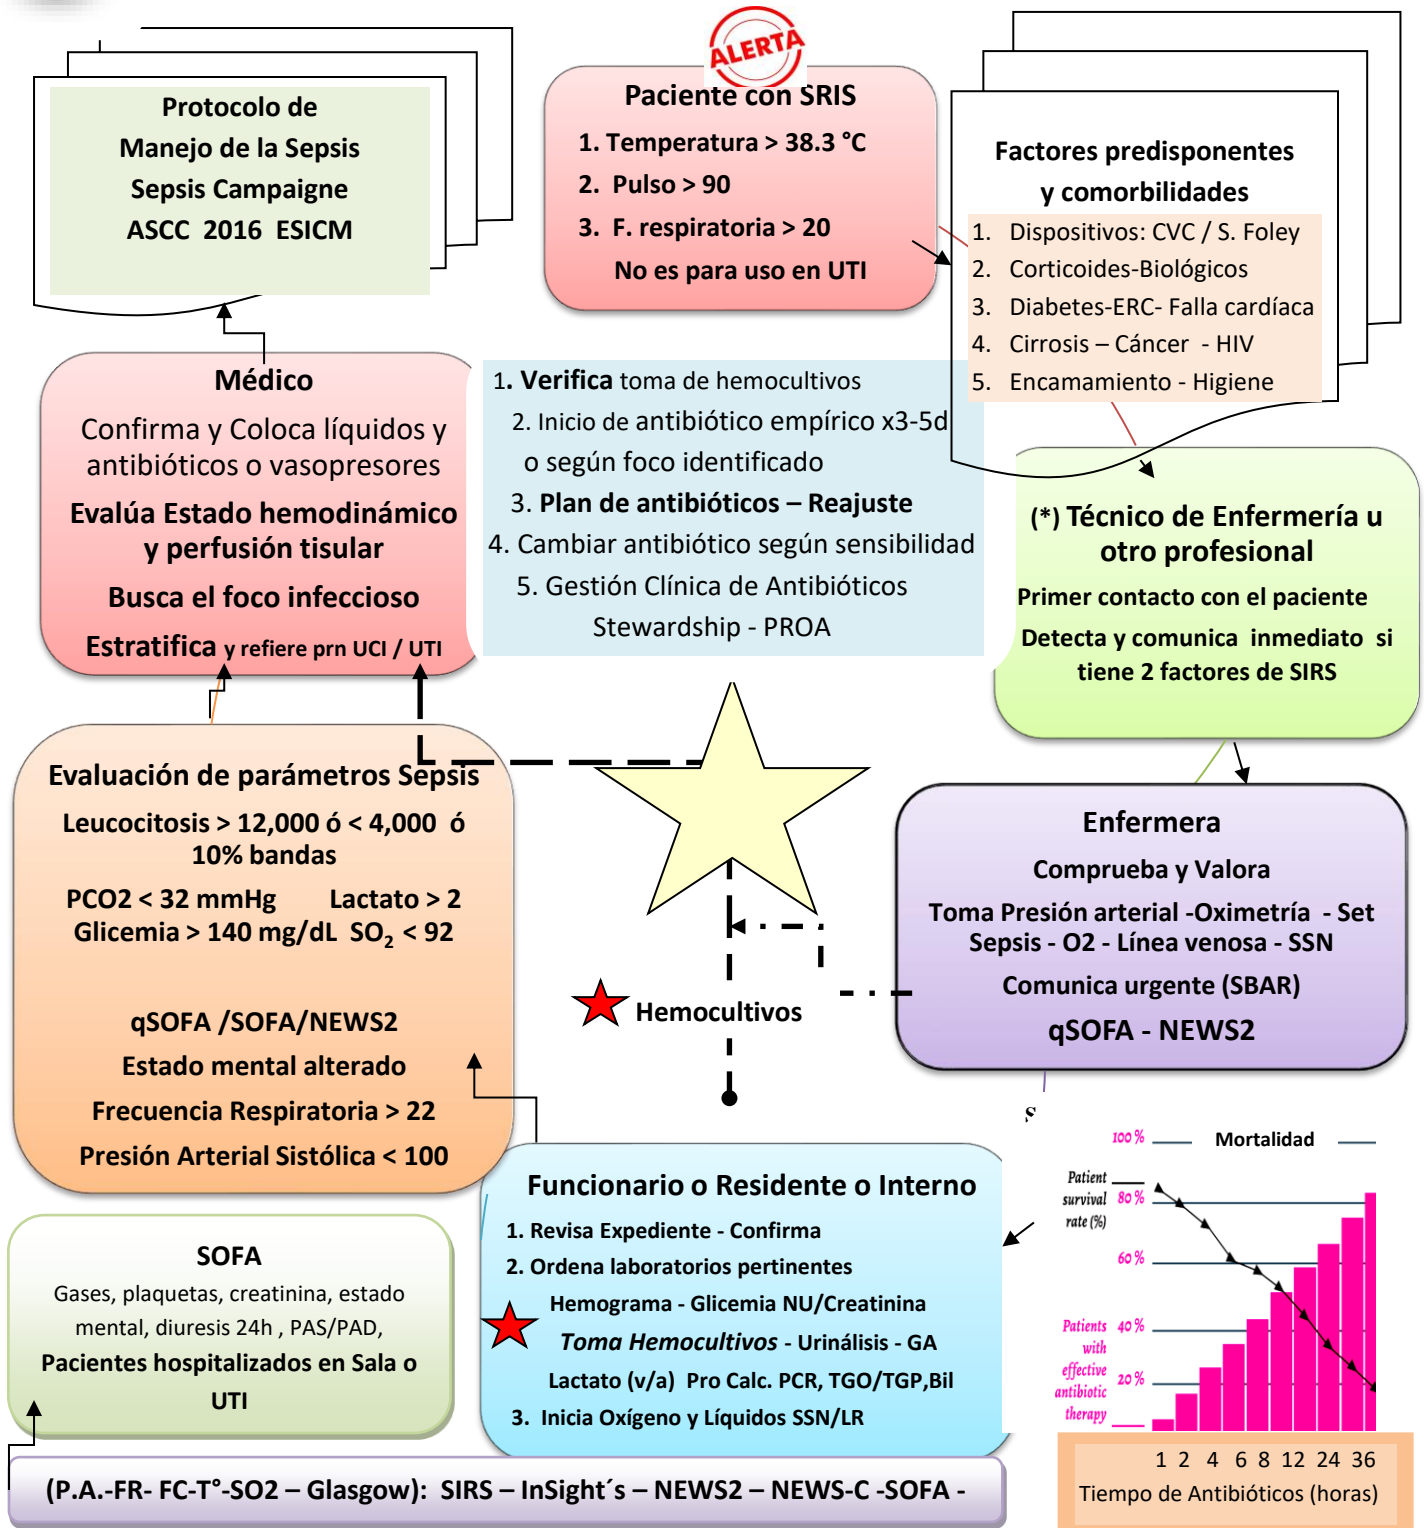 ALERTA
Protocolo de
Manejo de la Sepsis
Sepsis Campaigne
ASCC 2016 ESICM
Paciente con SRIS
1. Temperatura > 38.3 °C
2. Pulso > 90
3. F. respiratoria > 20
No es para uso en UTI
Factores predisponentes
y comorbilidades
1. Dispositivos: CVC / S. Foley
2. Corticoides-Biológicos
3. Diabetes-ERC- Falla cardíaca
4. Cirrosis – Cáncer - HIV
5. Encamamiento - Higiene
Médico
Confirma y Coloca líquidos y
antibióticos o vasopresores
Evalúa Estado hemodinámico
y perfusión tisular
Busca el foco infeccioso
Estratifica y refiere prn UCI / UTI
1. Verifica toma de hemocultivos
2. Inicio de antibiótico empírico x3-5d
o según foco identificado
3. Plan de antibióticos – Reajuste
4. Cambiar antibiótico según sensibilidad
5. Gestión Clínica de Antibióticos
Stewardship - PROA
(*) Técnico de Enfermería u
otro profesional
Primer contacto con el paciente
Detecta y comunica inmediato si
tiene 2 factores de SIRS
Evaluación de parámetros Sepsis
Leucocitosis > 12,000 ó < 4,000 ó
10% bandas
PCO2 < 32 mmHg Lactato > 2
Glicemia > 140 mg/dL SO2 < 92
qSOFA /SOFA/NEWS2
Estado mental alterado
Frecuencia Respiratoria > 22
Presión Arterial Sistólica < 100
Enfermera
Comprueba y Valora
Toma Presión arterial -Oximetría - Set
Sepsis - O2 - Línea venosa - SSN
Comunica urgente (SBAR)
qSOFA - NEWS2
Hemocultivos
Funcionario o Residente o Interno
1. Revisa Expediente - Confirma
2. Ordena laboratorios pertinentes
Hemograma - Glicemia NU/Creatinina
Toma Hemocultivos - Urinálisis - GA
Lactato (v/a) Pro Calc. PCR, TGO/TGP,Bil
3. Inicia Oxígeno y Líquidos SSN/LR
SOFA
Gases, plaquetas, creatinina, estado
mental, diuresis 24h , PAS/PAD,
Pacientes hospitalizados en Sala o
UTI
(P.A.-FR- FC-T°-SO2 – Glasgow): SIRS – InSight´s – NEWS2 – NEWS-C -SOFA -
Mortalidad
100 %
80 %
60 %
40 %
20 %
Patient
survival
rate (%)
Patients
with
effective
antibiotic
therapy
1 2 4 6 8 12 24 36
Tiempo de Antibióticos (horas)